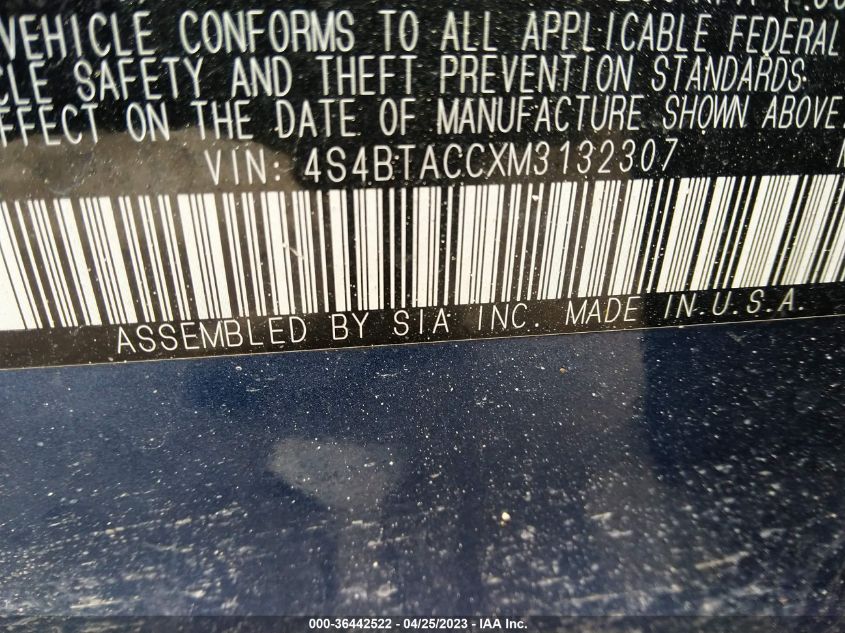 VEHICLE CONFORMS TO ALL APPLICABLE FEDERAL
CLE SAFETY AND THEFT PREVENTION STANDARDS
FFECT ON THE DATE OF MANUFACTURE SHOWN ABOVE.
VIN: 4S4BTACCXM3132307
ASSEMBLED BY SIA INC. MADE IN U.S.A.
000-36442522 - 04/25/2023 - IAA Inc.